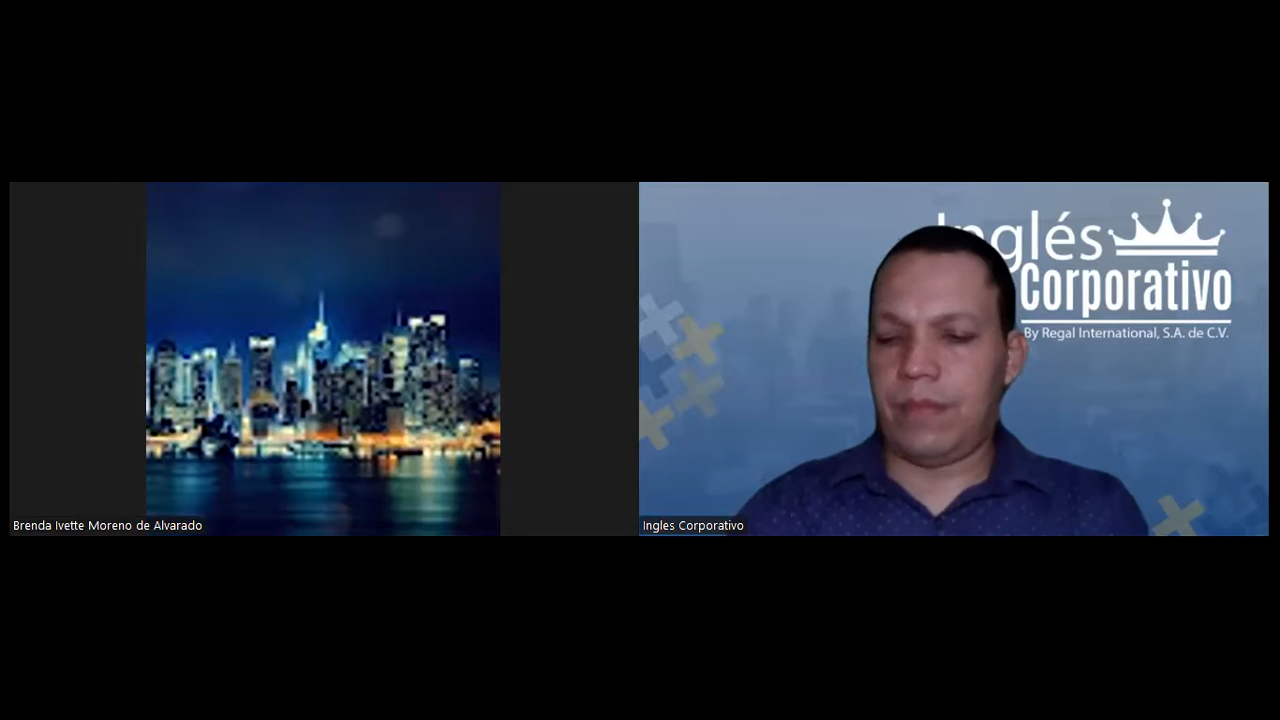 Inglés
Corporativo
By Regal International, S.A. de C.V.
Brenda Ivette Moreno de Alvarado
Ingles Corporativo